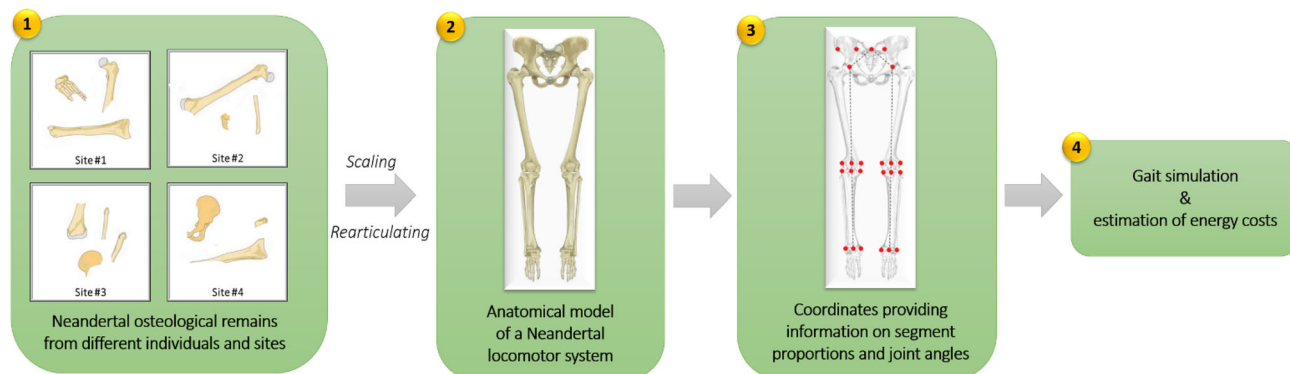 1
Site #1
Site #2
Site #3
Site #4
Neandertal osteological remains
from different individuals and sites
Scaling
Rearticulating
2
Anatomical model
of a Neandertal
locomotor system
3
Coordinates providing
information on segment
proportions and joint angles
4
Gait simulation
&
estimation of energy costs